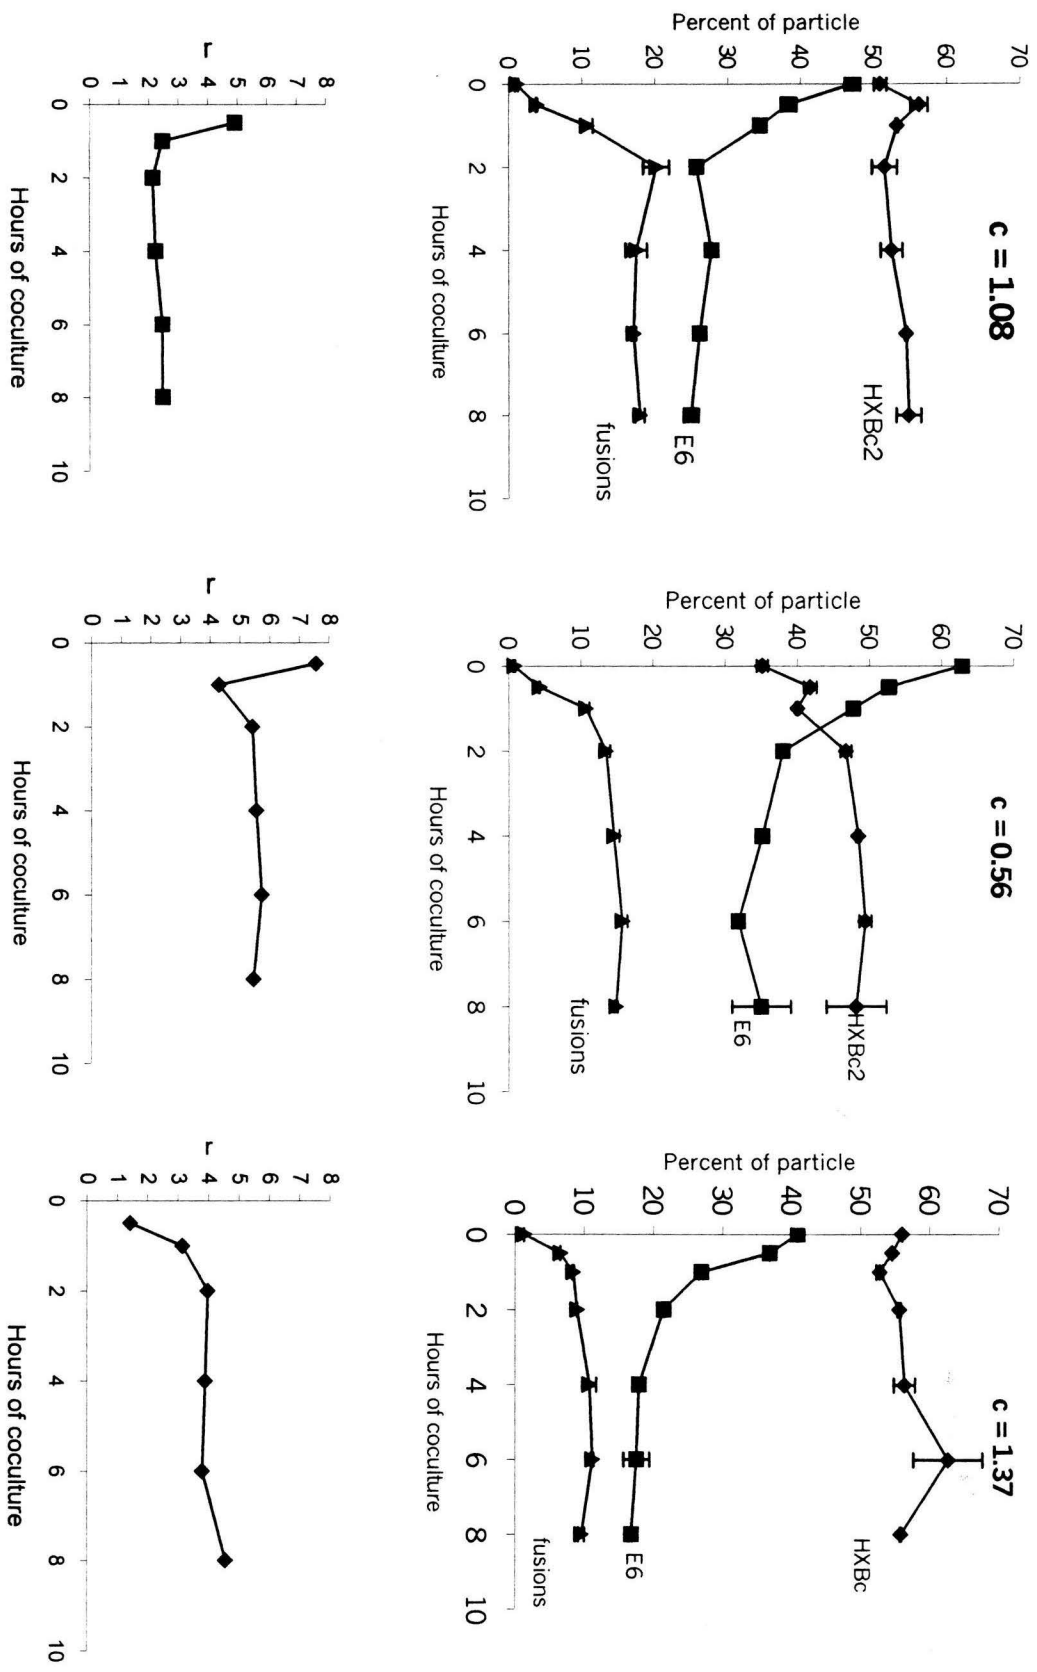 c = 1.08
Percent of particle
70
60
50
40
30
20
10
0
0 2 4 6 8 10
HXBc2
E6
fusions
Hours of coculture
c = 0.56
Percent of particle
70
60
50
40
30
20
10
0
0 2 4 6 8 10
HXBc2
E6
fusions
Hours of coculture
c = 1.37
Percent of particle
70
60
50
40
30
20
10
0
0 2 4 6 8 10
HXBc
E6
fusions
Hours of coculture
r
8
7
6
5
4
3
2
1
0
0 2 4 6 8 10
Hours of coculture
r
8
7
6
5
4
3
2
1
0
0 2 4 6 8 10
Hours of coculture
r
8
7
6
5
4
3
2
1
0
0 2 4 6 8 10
Hours of coculture